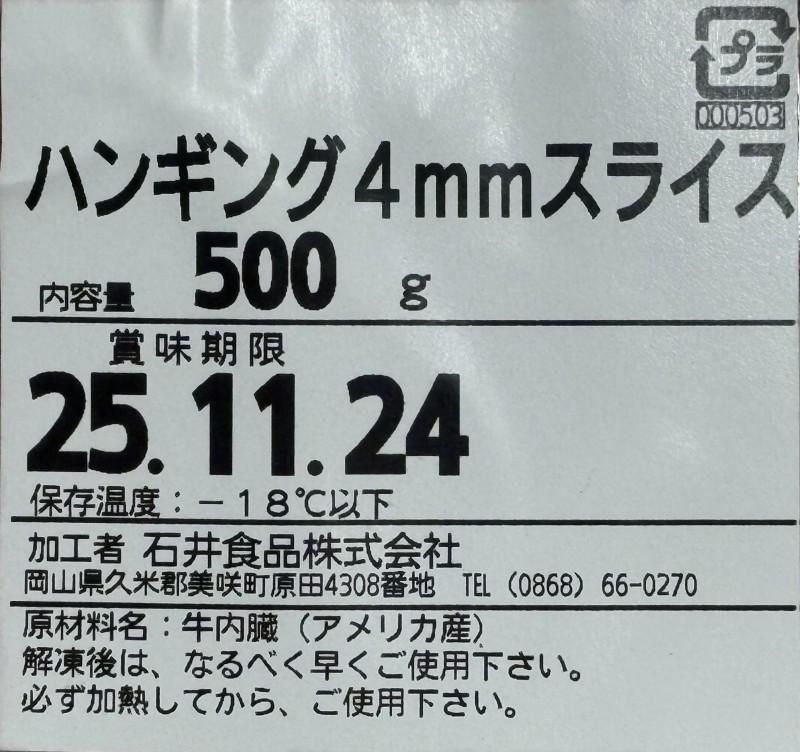 プラ
000503
ハンギング4mmスライス
内容量 500 g
賞味期限
25.11.24
保存温度：－18℃以下
加工者 石井食品株式会社
岡山県久米郡美咲町原田4308番地 TEL（0868）66-0270
原材料名：牛内臓（アメリカ産）
解凍後は、なるべく早くご使用下さい。
必ず加熱してから、ご使用下さい。